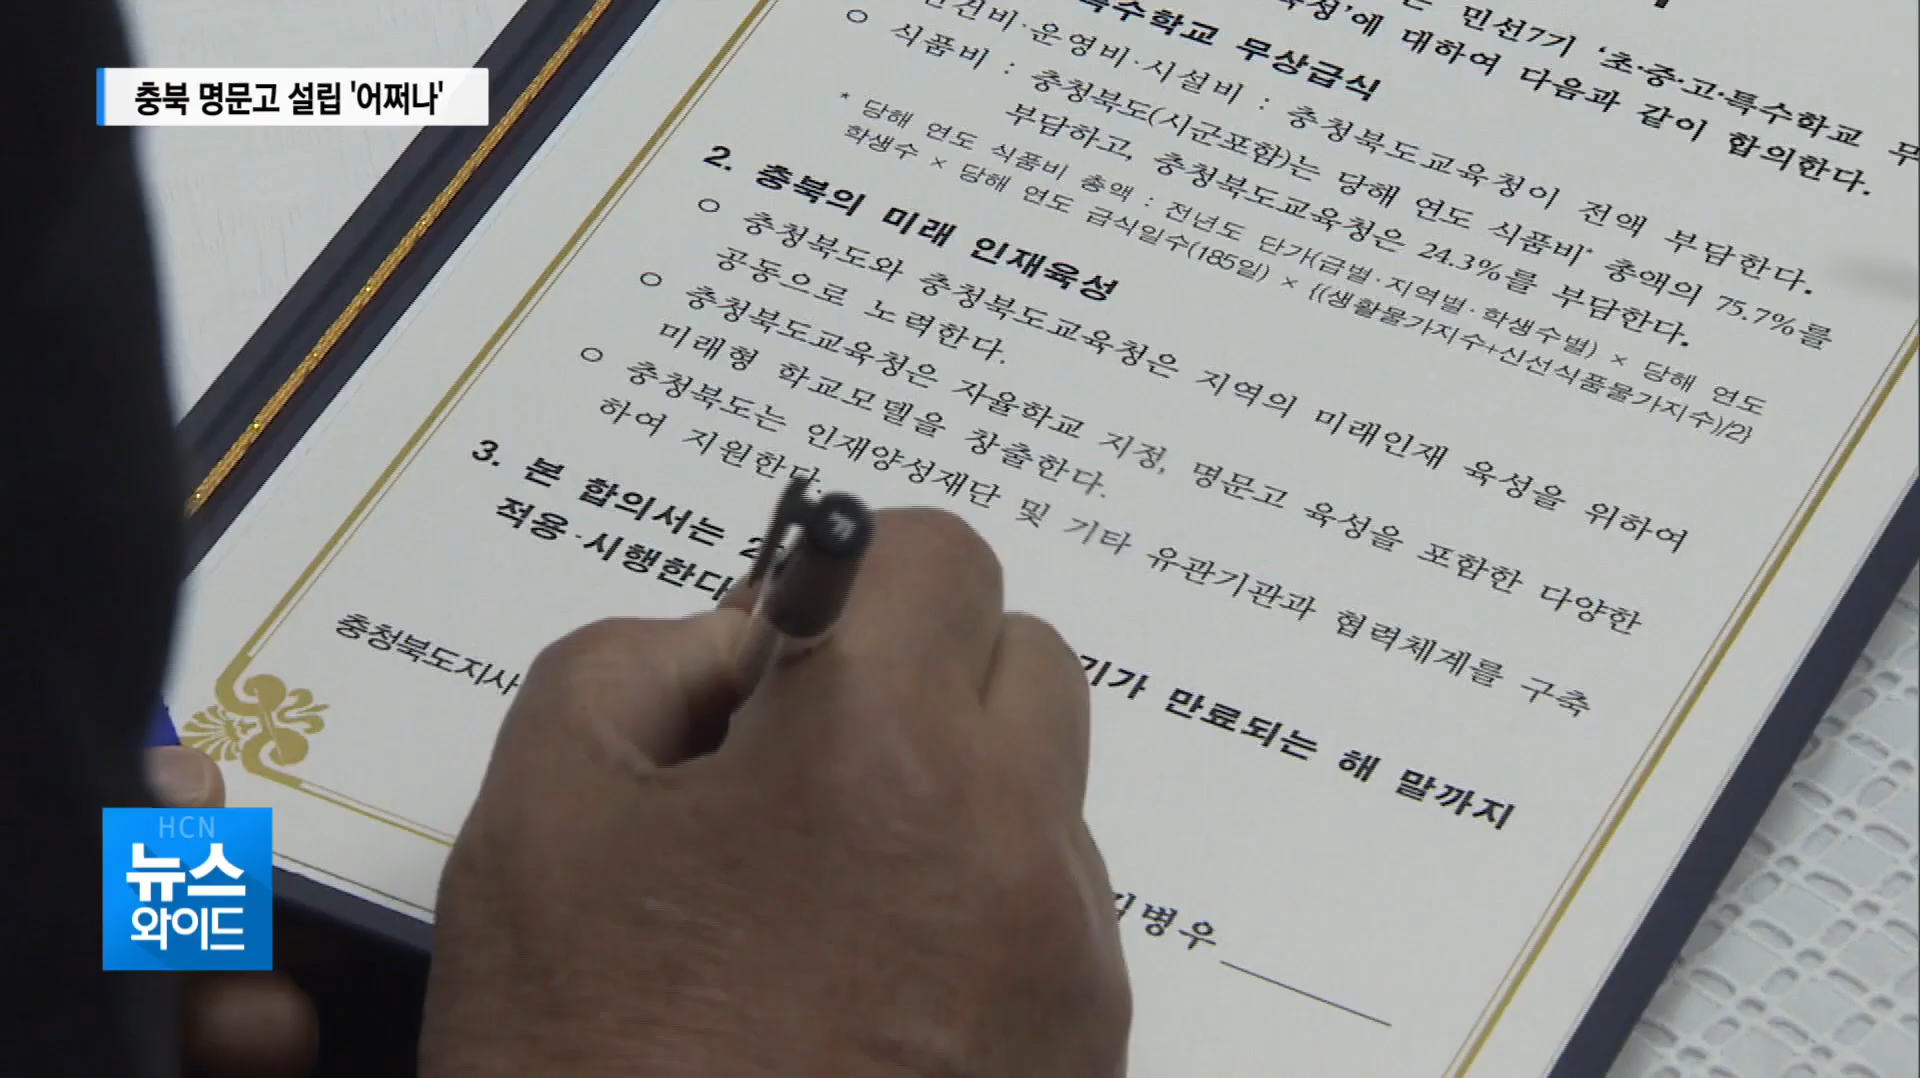 충북 명문고 설립 '어쩌나'
는 민선7기 '초·중·고·특수학교 무
에 대하여 다음과 같이 합의한다.
특수학교 무상급식
운영비·시설비 : 충청북도교육청이 전액 부담한다.
○ 식품비 : 충청북도(시군포함)는 당해 연도 식품비* 총액의 75.7%를
부담하고, 충청북도교육청은 24.3%를 부담한다.
* 당해 연도 식품비 총액 : 전년도 단가(급별·지역별·학생수별) × 당해 연도
학생수 × 당해 연도 급식일수(185일) × {(생활물가지수+신선식품물가지수)/2}
2. 충북의 미래 인재육성
○ 충청북도와 충청북도교육청은 지역의 미래인재 육성을 위하여
공동으로 노력한다.
○ 충청북도교육청은 자율학교 지정, 명문고 육성을 포함한 다양한
미래형 학교모델을 창출한다.
○ 충청북도는 인재양성재단 및 기타 유관기관과 협력체계를 구축
하여 지원한다.
3. 본 합의서는 기가 만료되는 해 말까지
적용·시행한다
충청북도지사
김병우
HCN
뉴스
와이드